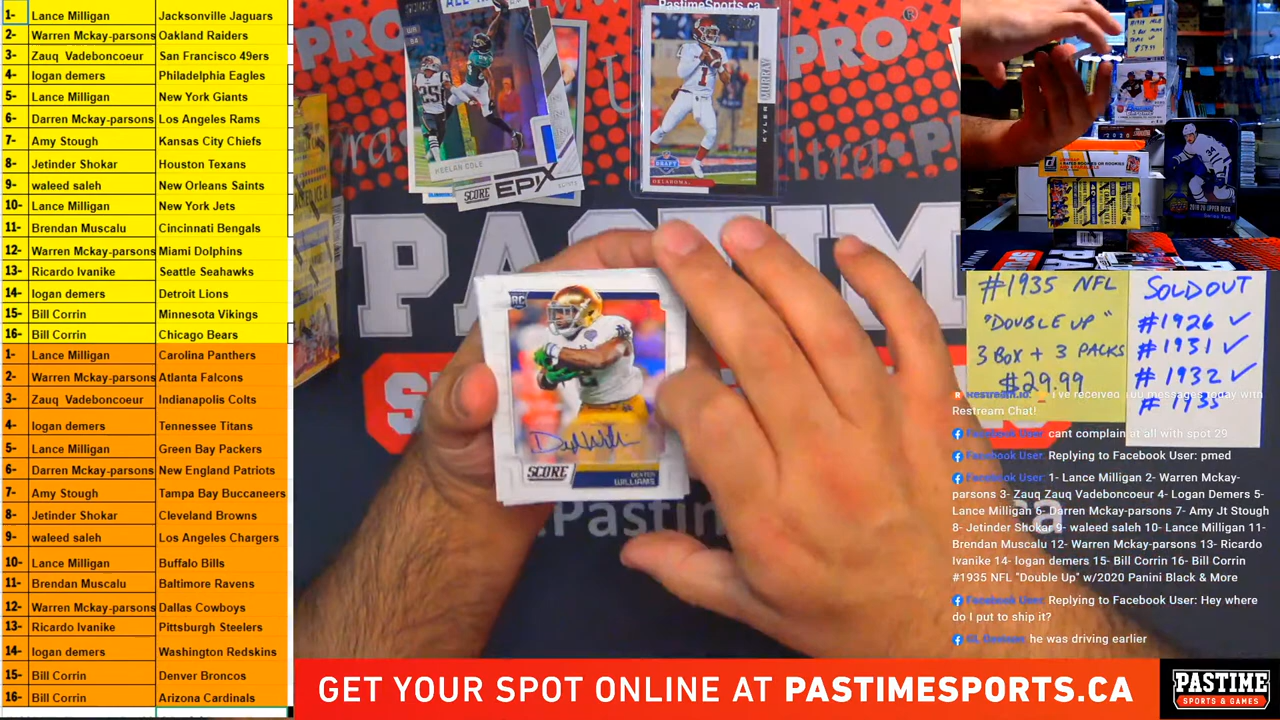 1- Lance Milligan Jacksonville Jaguars
2- Warren Mckay-parsons Oakland Raiders
3- Zauq Vadeboncoeur San Francisco 49ers
4- logan demers Philadelphia Eagles
5- Lance Milligan New York Giants
6- Darren Mckay-parsons Los Angeles Rams
7- Amy Stough Kansas City Chiefs
8- Jetinder Shokar Houston Texans
9- waleed saleh New Orleans Saints
10- Lance Milligan New York Jets
11- Brendan Muscalu Cincinnati Bengals
12- Warren Mckay-parsons Miami Dolphins
13- Ricardo Ivanike Seattle Seahawks
14- logan demers Detroit Lions
15- Bill Corrin Minnesota Vikings
16- Bill Corrin Chicago Bears
1- Lance Milligan Carolina Panthers
2- Warren Mckay-parsons Atlanta Falcons
3- Zauq Vadeboncoeur Indianapolis Colts
4- logan demers Tennessee Titans
5- Lance Milligan Green Bay Packers
6- Darren Mckay-parsons New England Patriots
7- Amy Stough Tampa Bay Buccaneers
8- Jetinder Shokar Cleveland Browns
9- waleed saleh Los Angeles Chargers
10- Lance Milligan Buffalo Bills
11- Brendan Muscalu Baltimore Ravens
12- Warren Mckay-parsons Dallas Cowboys
13- Ricardo Ivanike Pittsburgh Steelers
14- logan demers Washington Redskins
15- Bill Corrin Denver Broncos
16- Bill Corrin Arizona Cardinals
PastimeSports.ca
PRO
PRO
KEELAN COLE
SCORE EPIX
KYLER MURRAY
DRAFT
OKLAHOMA
PASTIM
RC
SCORE
DEXTER
WILLIAMS
Pastim
ca
#1935 NFL
"DOUBLE UP"
3 BOX + 3 PACKS
$29.99
SOLD OUT
#1926 ✓
#1931 ✓
#1932 ✓
#1935
Restream.io: I've received 100 messages today with
Restream Chat!
cant complain at all with spot 29
Facebook User: Replying to Facebook User: pmed
Facebook User: 1- Lance Milligan 2- Warren Mckay-
parsons 3- Zauq Zauq Vadeboncoeur 4- Logan Demers 5-
Lance Milligan 6- Darren Mckay-parsons 7- Amy Jt Stough
8- Jetinder Shokar 9- waleed saleh 10- Lance Milligan 11-
Brendan Muscalu 12- Warren Mckay-parsons 13- Ricardo
Ivanike 14- logan demers 15- Bill Corrin 16- Bill Corrin
#1935 NFL "Double Up" w/2020 Panini Black & More
Facebook User: Replying to Facebook User: Hey where
do I put to ship it?
he was driving earlier
GET YOUR SPOT ONLINE AT PASTIMESPORTS.CA
PASTIME
SPORTS & GAMES